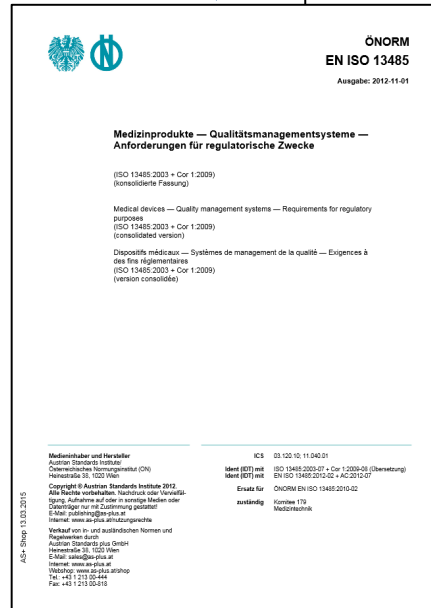 ÖNORM
EN ISO 13485
Ausgabe: 2012-11-01
Medizinprodukte — Qualitätsmanagementsysteme —
Anforderungen für regulatorische Zwecke
(ISO 13485:2003 + Cor 1:2009)
(konsolidierte Fassung)
Medical devices — Quality management systems — Requirements for regulatory
purposes
(ISO 13485:2003 + Cor 1:2009)
(consolidated version)
Dispositifs médicaux — Systèmes de management de la qualité — Exigences à
des fins réglementaires
(ISO 13485:2003 + Cor 1:2009)
(version consolidée)
Medieninhaber und Hersteller
Austrian Standards Institute/
Österreichisches Normungsinstitut (ON)
Heinestraße 38, 1020 Wien
Copyright © Austrian Standards Institute 2012.
Alle Rechte vorbehalten. Nachdruck oder Vervielfäl-
tigung, Aufnahme auf oder in sonstige Medien oder
Datenträger nur mit Zustimmung gestattet!
E-Mail: publishing@as-plus.at
Internet: www.as-plus.at/nutzungsrechte
Verkauf von in- und ausländischen Normen und
Regelwerken durch
Austrian Standards plus GmbH
Heinestraße 38, 1020 Wien
E-Mail: sales@as-plus.at
Internet: www.as-plus.at
Webshop: www.as-plus.at/shop
Tel.: +43 1 213 00-444
Fax: +43 1 213 00-818
ICS 03.120.10; 11.040.01
Ident (IDT) mit ISO 13485:2003-07 + Cor 1:2009-08 (Übersetzung)
Ident (IDT) mit EN ISO 13485:2012-02 + AC:2012-07
Ersatz für ÖNORM EN ISO 13485:2010-02
zuständig Komitee 179
Medizintechnik
AS+ Shop 13.03.2015